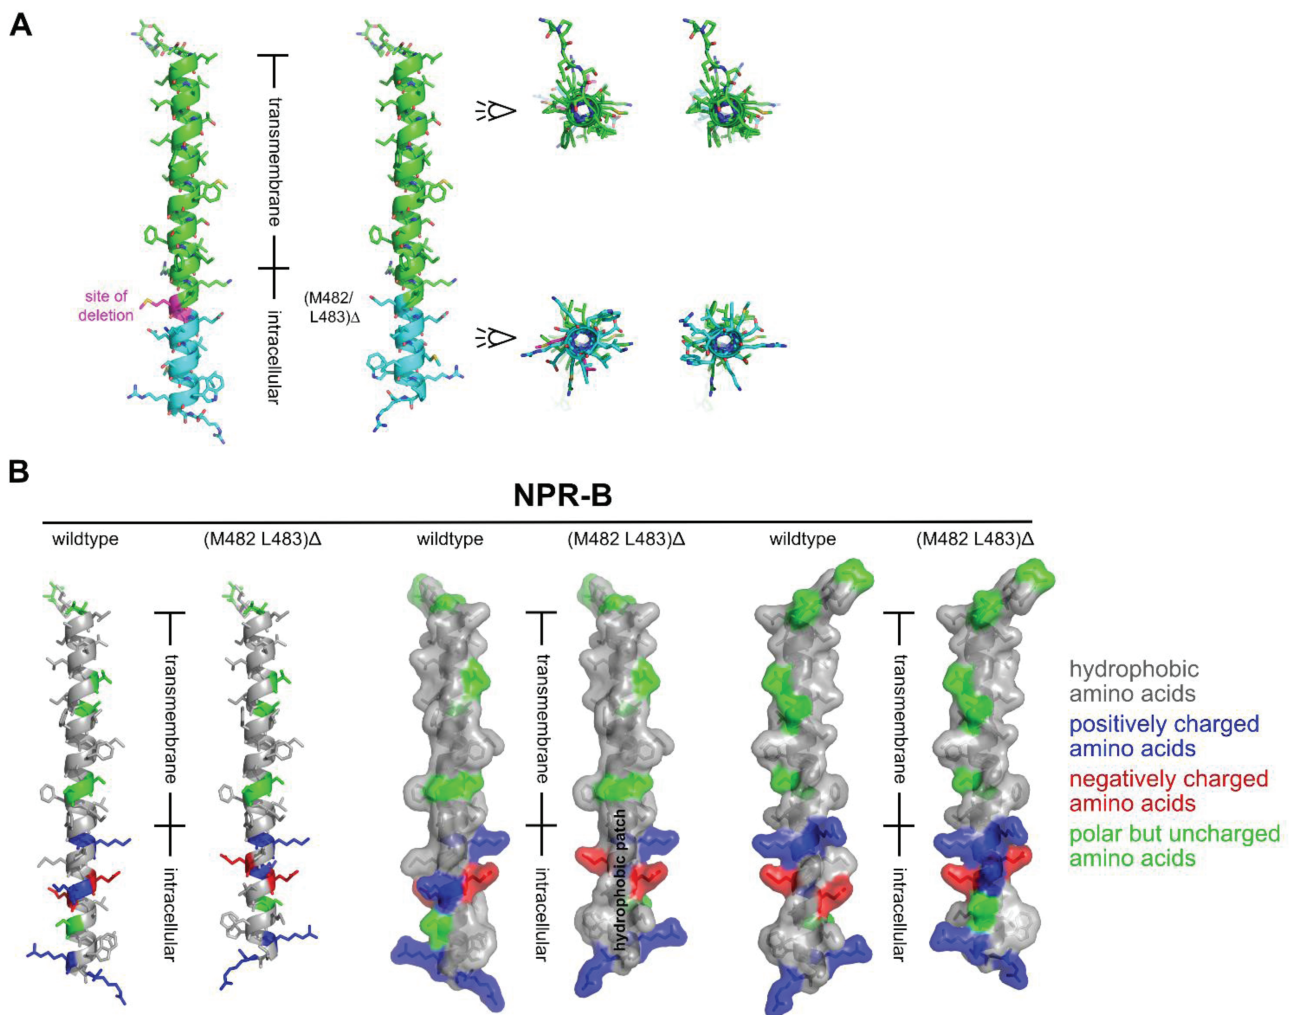 A
transmembrane
intracellular
site of
deletion
(M482/
L483)Δ
B
NPR-B
wildtype
(M482 L483)Δ
wildtype
(M482 L483)Δ
wildtype
(M482 L483)Δ
transmembrane
intracellular
transmembrane
intracellular
transmembrane
intracellular
hydrophobic patch
transmembrane
intracellular
transmembrane
intracellular
hydrophobic
amino acids
positively charged
amino acids
negatively charged
amino acids
polar but uncharged
amino acids